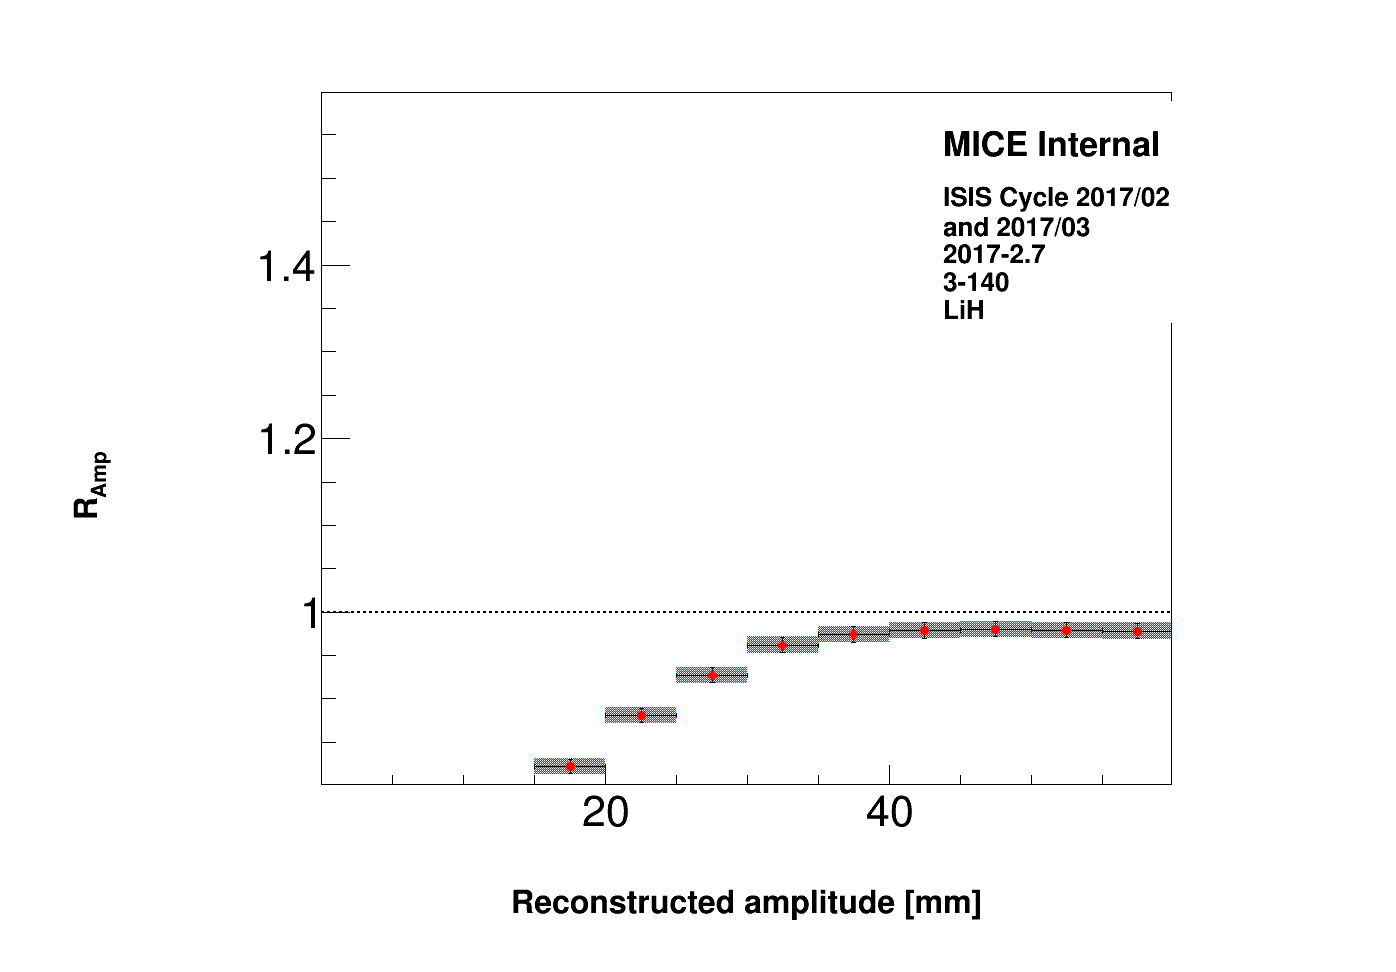 MICE Internal
ISIS Cycle 2017/02
and 2017/03
2017-2.7
3-140
LiH
1.4
1.2
1
R_Amp
20 40
Reconstructed amplitude [mm]